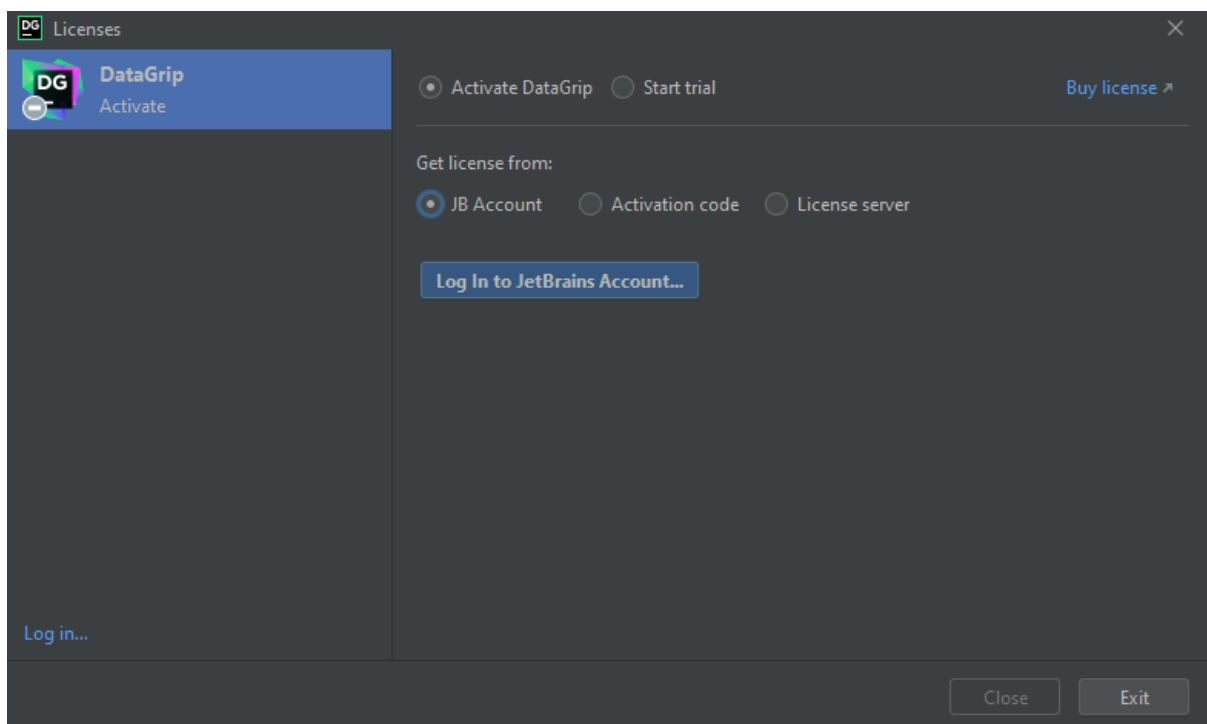 DG Licenses
DG DataGrip
Activate
Activate DataGrip Start trial Buy license
Get license from:
JB Account Activation code License server
Log In to JetBrains Account...
Log in...
Close Exit